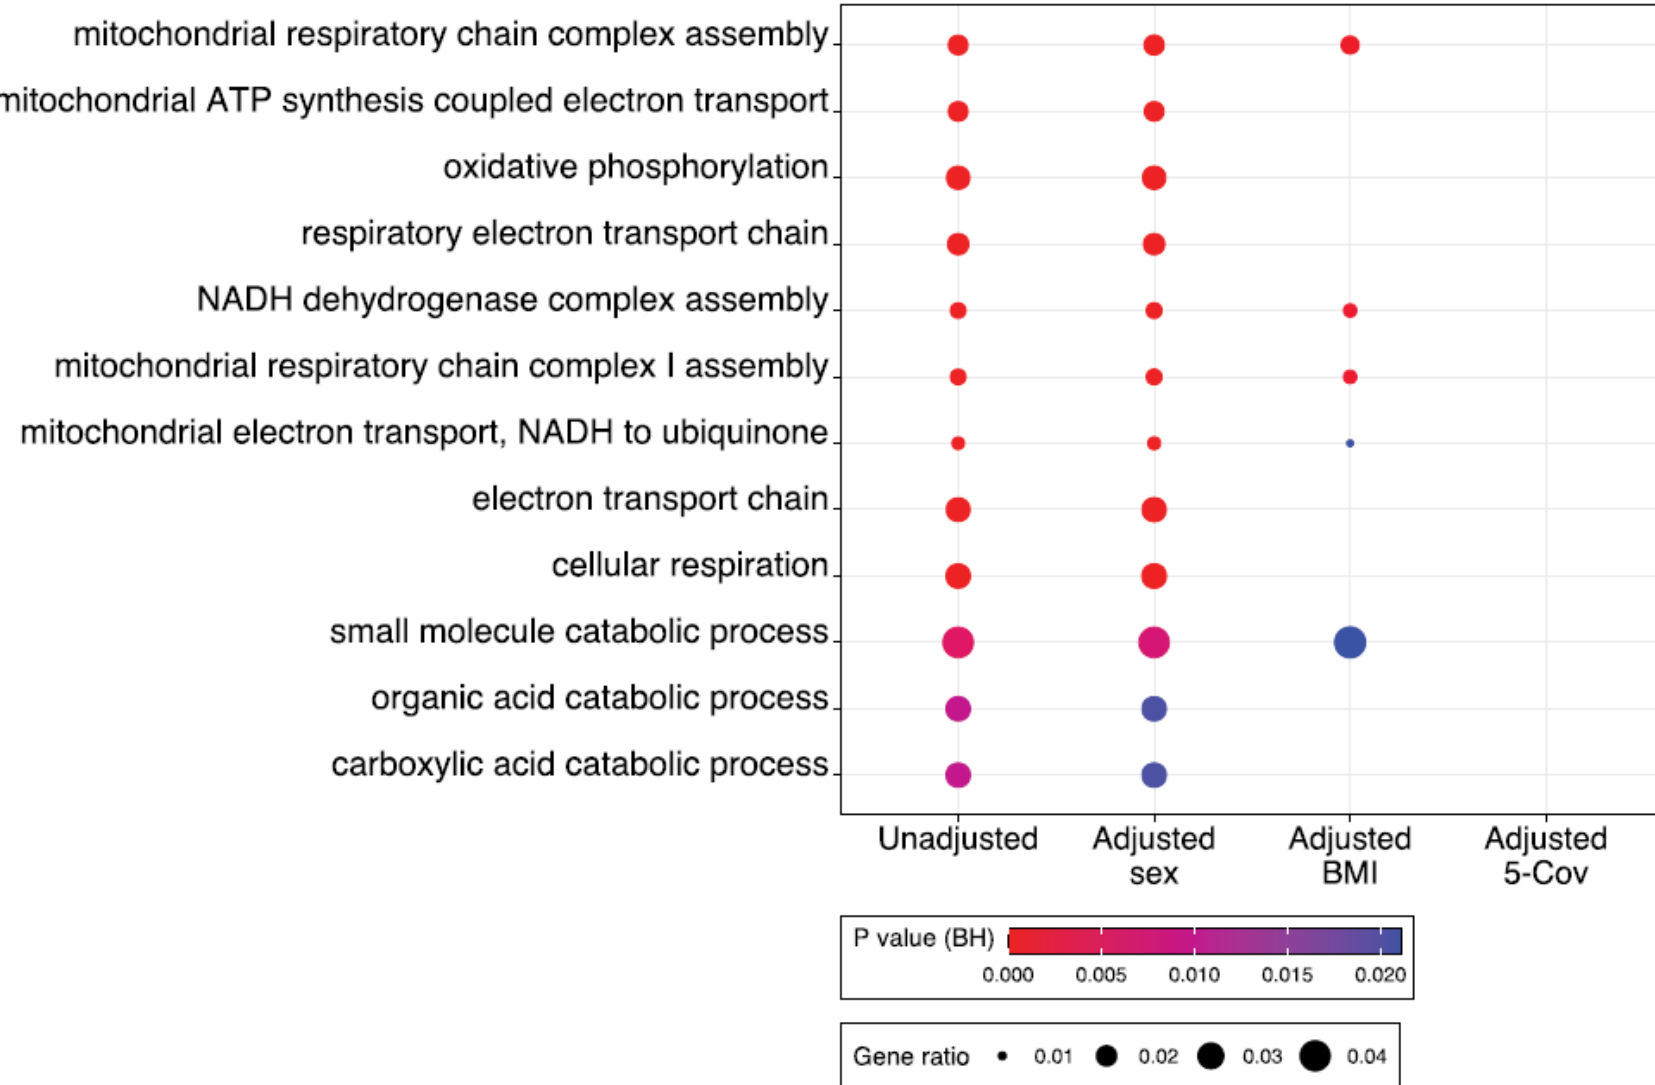 mitochondrial respiratory chain complex assembly
mitochondrial ATP synthesis coupled electron transport
oxidative phosphorylation
respiratory electron transport chain
NADH dehydrogenase complex assembly
mitochondrial respiratory chain complex I assembly
mitochondrial electron transport, NADH to ubiquinone
electron transport chain
cellular respiration
small molecule catabolic process
organic acid catabolic process
carboxylic acid catabolic process
Unadjusted Adjusted Adjusted Adjusted
sex BMI 5-Cov
P value (BH)
0.000 0.005 0.010 0.015 0.020
Gene ratio 0.01 0.02 0.03 0.04